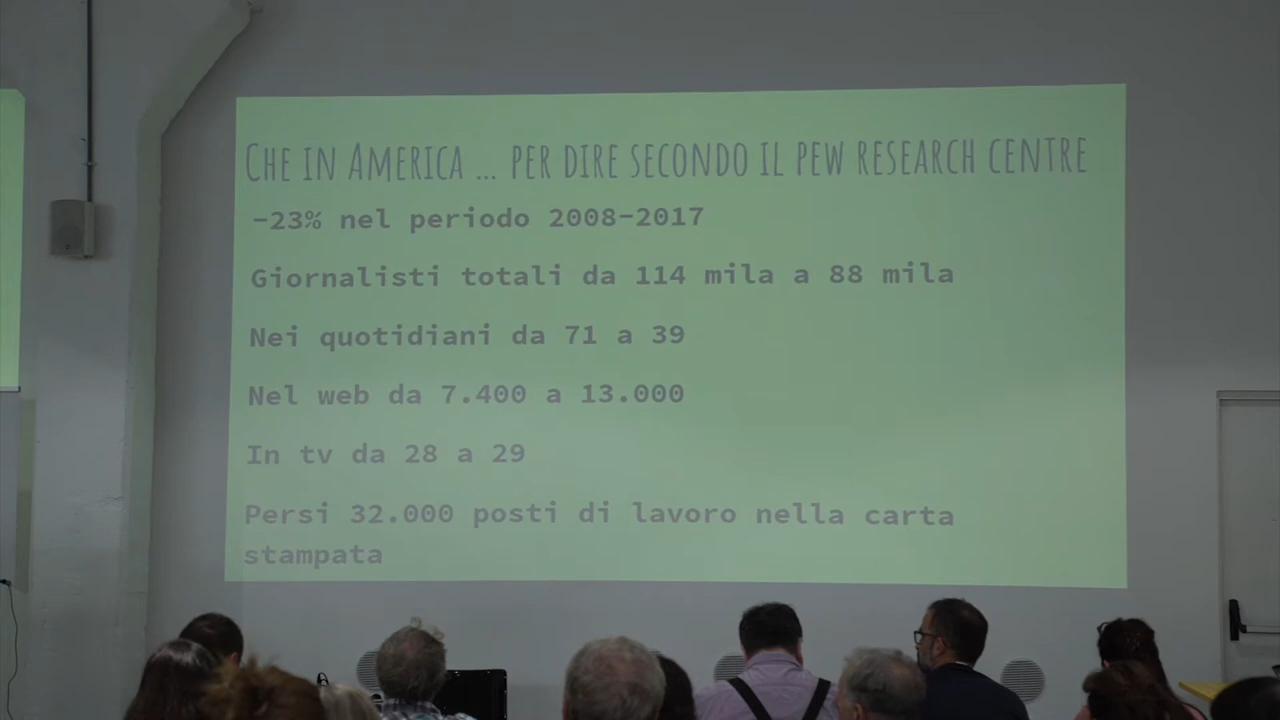 Che in America ... per dire secondo il pew research centre
-23% nel periodo 2008-2017
Giornalisti totali da 114 mila a 88 mila
Nei quotidiani da 71 a 39
Nel web da 7.400 a 13.000
In tv da 28 a 29
Persi 32.000 posti di lavoro nella carta
stampata